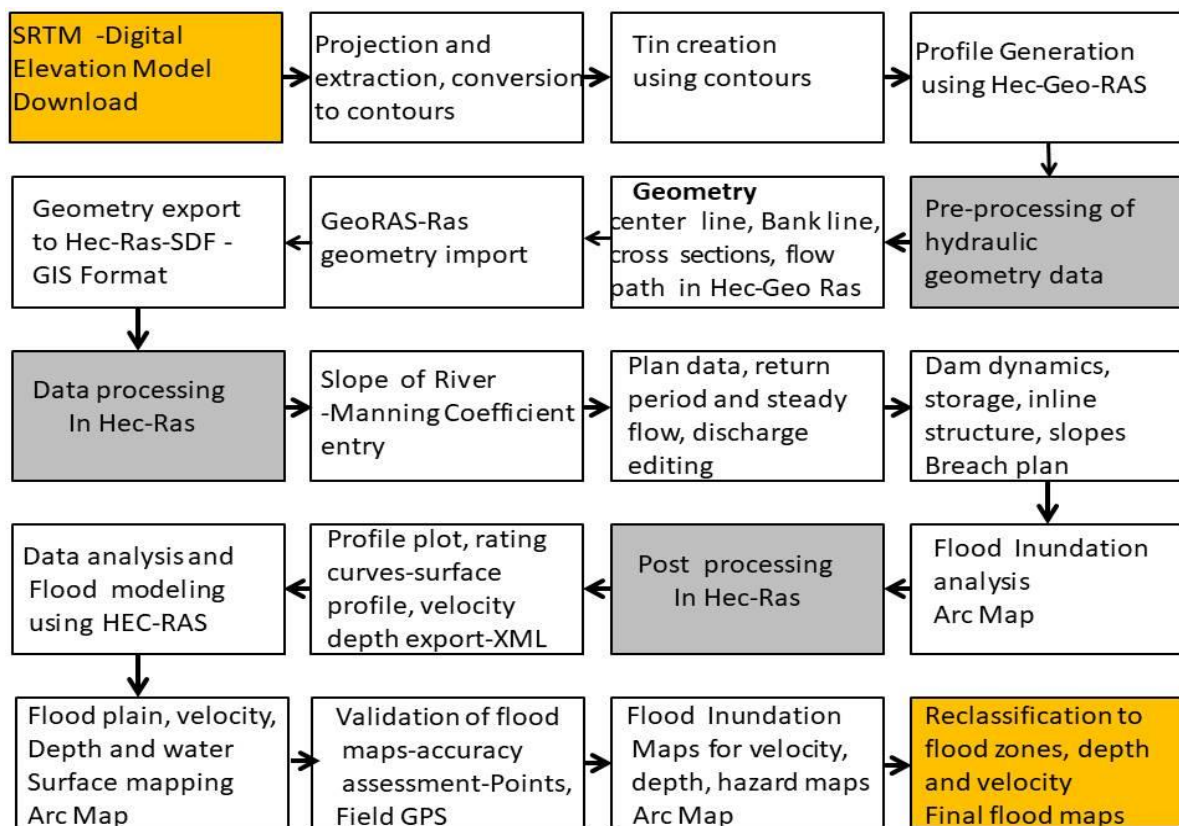 SRTM -Digital
Elevation Model
Download
Projection and
extraction, conversion
to contours
Tin creation
using contours
Profile Generation
using Hec-Geo-RAS
Pre-processing of
hydraulic
geometry data
Geometry
center line, Bank line,
cross sections, flow
path in Hec-Geo Ras
GeoRAS-Ras
geometry import
Geometry export
to Hec-Ras-SDF -
GIS Format
Data processing
In Hec-Ras
Slope of River
-Manning Coefficient
entry
Plan data, return
period and steady
flow, discharge
editing
Dam dynamics,
storage, inline
structure, slopes
Breach plan
Flood Inundation
analysis
Arc Map
Post processing
In Hec-Ras
Profile plot, rating
curves-surface
profile, velocity
depth export-XML
Data analysis and
Flood modeling
using HEC-RAS
Flood plain, velocity,
Depth and water
Surface mapping
Arc Map
Validation of flood
maps-accuracy
assessment-Points,
Field GPS
Flood Inundation
Maps for velocity,
depth, hazard maps
Arc Map
Reclassification to
flood zones, depth
and velocity
Final flood maps